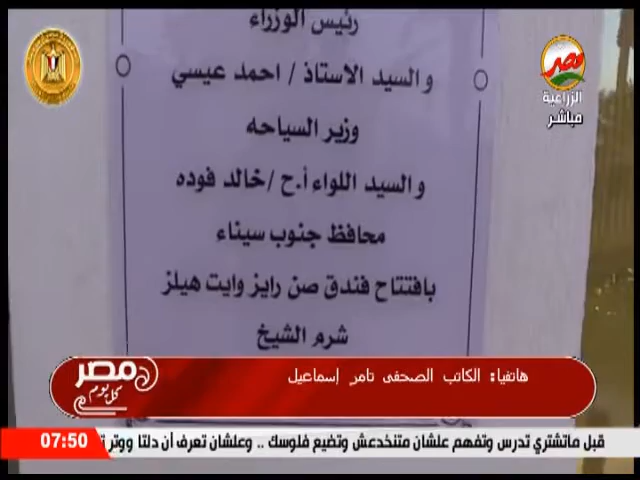 رئيس الوزراء
والسيد الاستاذ / احمد عيسي
وزير السياحه
والسيد اللواء أ.ح /خالد فوده
محافظ جنوب سيناء
بافتتاح فندق صن رايز وايت هيلز
شرم الشيخ
مصر
الزراعية
مباشر
مصر
كل يوم
هاتفيا: الكاتب الصحفى تامر إسماعيل
07:50
قبل ماتشتري تدرس وتفهم علشان متنخدعش وتضيع فلوسك .. وعلشان تعرف أن دلتا ووتر